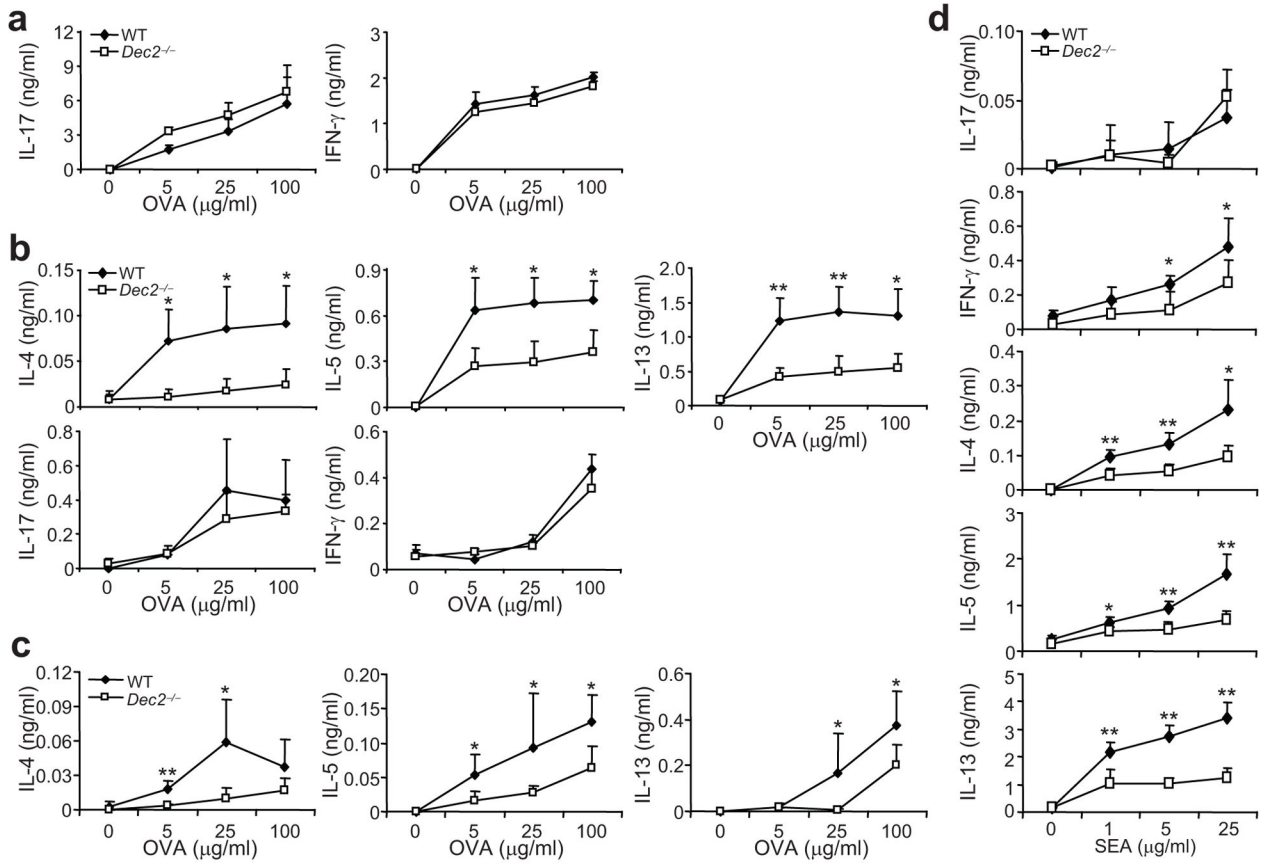 a
WT
Dec2–/–
IL-17 (ng/ml)
12
9
6
3
0
0 5 25 100
OVA (μg/ml)
IFN-γ (ng/ml)
3
2
1
0
0 5 25 100
OVA (μg/ml)
b
WT
Dec2–/–
IL-4 (ng/ml)
0.15
0.10
0.05
0
* * *
IL-5 (ng/ml)
0.9
0.6
0.3
0
* * *
IL-13 (ng/ml)
2.0
1.5
1.0
0.5
0
** ** *
0 5 25 100
OVA (μg/ml)
IL-17 (ng/ml)
0.8
0.6
0.4
0.2
0
0 5 25 100
OVA (μg/ml)
IFN-γ (ng/ml)
0.6
0.4
0.2
0
0 5 25 100
OVA (μg/ml)
c
WT
Dec2–/–
IL-4 (ng/ml)
0.12
0.09
0.06
0.03
0
** *
0 5 25 100
OVA (μg/ml)
IL-5 (ng/ml)
0.20
0.15
0.10
0.05
0
* * *
0 5 25 100
OVA (μg/ml)
IL-13 (ng/ml)
0.6
0.4
0.2
0
* *
0 5 25 100
OVA (μg/ml)
d
WT
Dec2–/–
IL-17 (ng/ml)
0.10
0.05
0
IFN-γ (ng/ml)
0.8
0.6
0.4
0.2
0
* *
IL-4 (ng/ml)
0.4
0.3
0.2
0.1
0
** ** *
IL-5 (ng/ml)
3
2
1
0
* ** **
IL-13 (ng/ml)
5
4
3
2
1
0
** ** **
0 1 5 25
SEA (μg/ml)